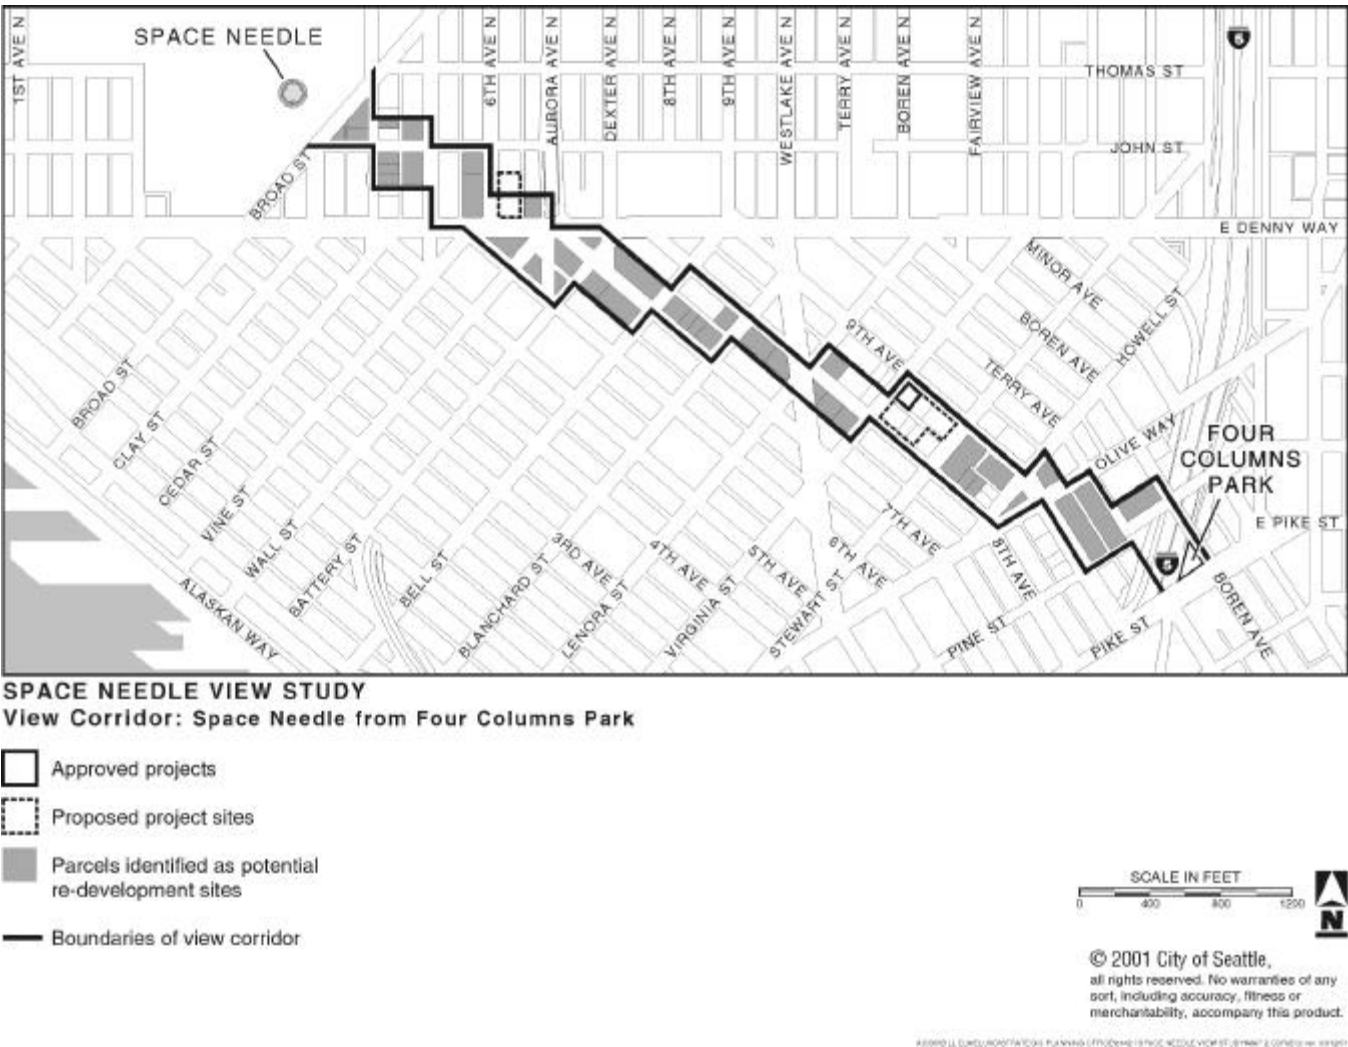 SPACE NEEDLE
1ST AVE N
6TH AVE N
AURORA AVE N
DEXTER AVE N
8TH AVE N
9TH AVE N
WESTLAKE AVE N
TERRY AVE N
BOREN AVE N
FAIRVIEW AVE N
5
THOMAS ST
JOHN ST
BROAD ST
E DENNY WAY
MINOR AVE
BOREN AVE
HOWELL ST
9TH AVE
TERRY AVE
BROAD ST
CLAY ST
CEDAR ST
VINE ST
WALL ST
BATTERY ST
BELL ST
BLANCHARD ST
3RD AVE
LENORA ST
4TH AVE
VIRGINIA ST
5TH AVE
STEWART ST
6TH AVE
7TH AVE
8TH AVE
OLIVE WAY
FOUR
COLUMNS
PARK
E PIKE ST
5
ALASKAN WAY
PINE ST
PIKE ST
BOREN AVE
SPACE NEEDLE VIEW STUDY
View Corridor: Space Needle from Four Columns Park
Approved projects
Proposed project sites
Parcels identified as potential
re-development sites
Boundaries of view corridor
SCALE IN FEET
0 400 800 1200
N
© 2001 City of Seattle,
all rights reserved. No warranties of any
sort, including accuracy, fitness or
merchantability, accompany this product.